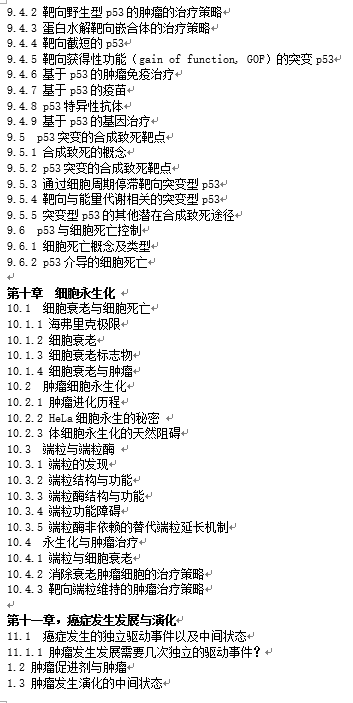 9.4.2 靶向野生型 p53 的肿瘤的治疗策略
9.4.3 蛋白水解靶向嵌合体的治疗策略
9.4.4 靶向截短的 p53
9.4.5 靶向获得性功能（gain of function, GOF）的突变 p53
9.4.6 基于 p53 的肿瘤免疫治疗
9.4.7 基于 p53 的疫苗
9.4.8 p53 特异性抗体
9.4.9 基于 p53 的基因治疗
9.5 p53 突变的合成致死靶点
9.5.1 合成致死的概念
9.5.2 p53 突变的合成致死靶点
9.5.3 通过细胞周期停滞靶向突变型 p53
9.5.4 靶向与能量代谢相关的突变型 p53
9.5.5 突变型 p53 的其他潜在合成致死途径
9.6 p53 与细胞死亡控制
9.6.1 细胞死亡概念及类型
9.6.2 p53 介导的细胞死亡
第十章 细胞永生化
10.1 细胞衰老与细胞死亡
10.1.1 海弗里克极限
10.1.2 细胞衰老
10.1.3 细胞衰老标志物
10.1.4 细胞衰老与肿瘤
10.2 肿瘤细胞永生化
10.2.1 肿瘤进化历程
10.2.2 HeLa 细胞永生的秘密
10.2.3 体细胞永生化的天然阻碍
10.3 端粒与端粒酶
10.3.1 端粒的发现
10.3.2 端粒结构与功能
10.3.3 端粒酶结构与功能
10.3.4 端粒功能障碍
10.3.5 端粒酶非依赖的替代端粒延长机制
10.4 永生化与肿瘤治疗
10.4.1 端粒与细胞衰老
10.4.2 消除衰老肿瘤细胞的治疗策略
10.4.3 靶向端粒维持的肿瘤治疗策略
第十一章，癌症发生发展与演化
11.1 癌症发生的独立驱动事件以及中间状态
11.1.1 肿瘤发生发展需要几次独立的驱动事件？
1.2 肿瘤促进剂与肿瘤
1.3 肿瘤发生演化的中间状态